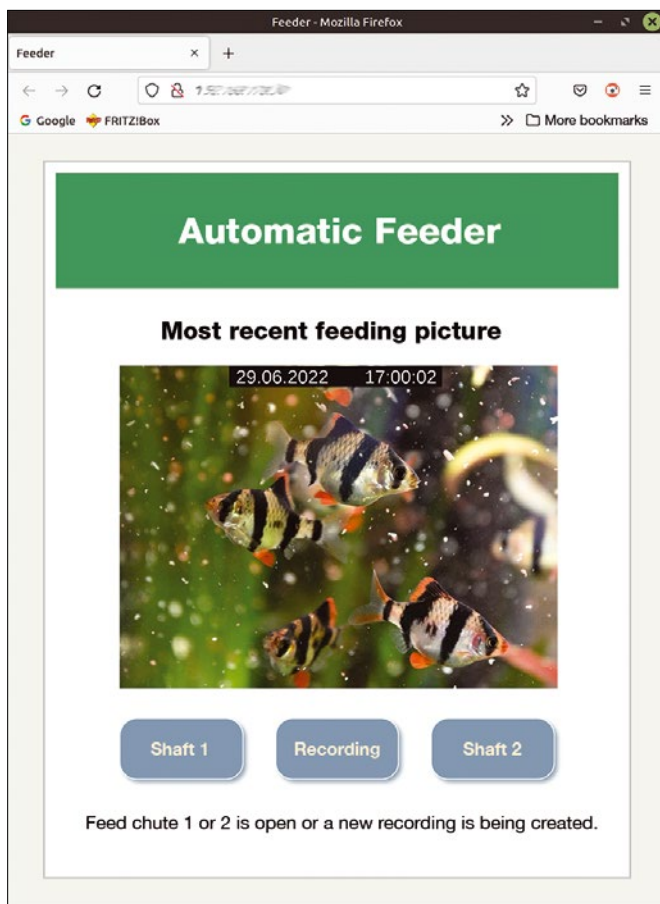 Feeder - Mozilla Firefox
Feeder
Google FRITZ!Box More bookmarks
Automatic Feeder
Most recent feeding picture
29.06.2022 17:00:02
Shaft 1 Recording Shaft 2
Feed chute 1 or 2 is open or a new recording is being created.